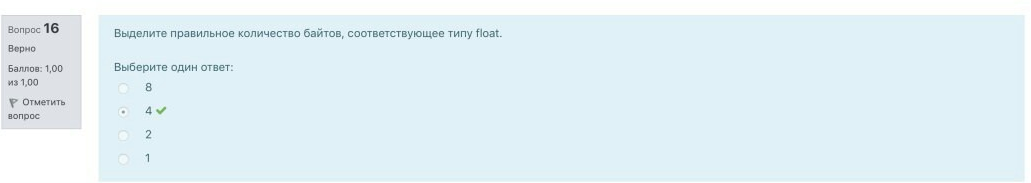 Вопрос 16
Верно
Баллов: 1,00
из 1,00
Отметить
вопрос
Выделите правильное количество байтов, соответствующее типу float.
Выберите один ответ:
8
4
2
1